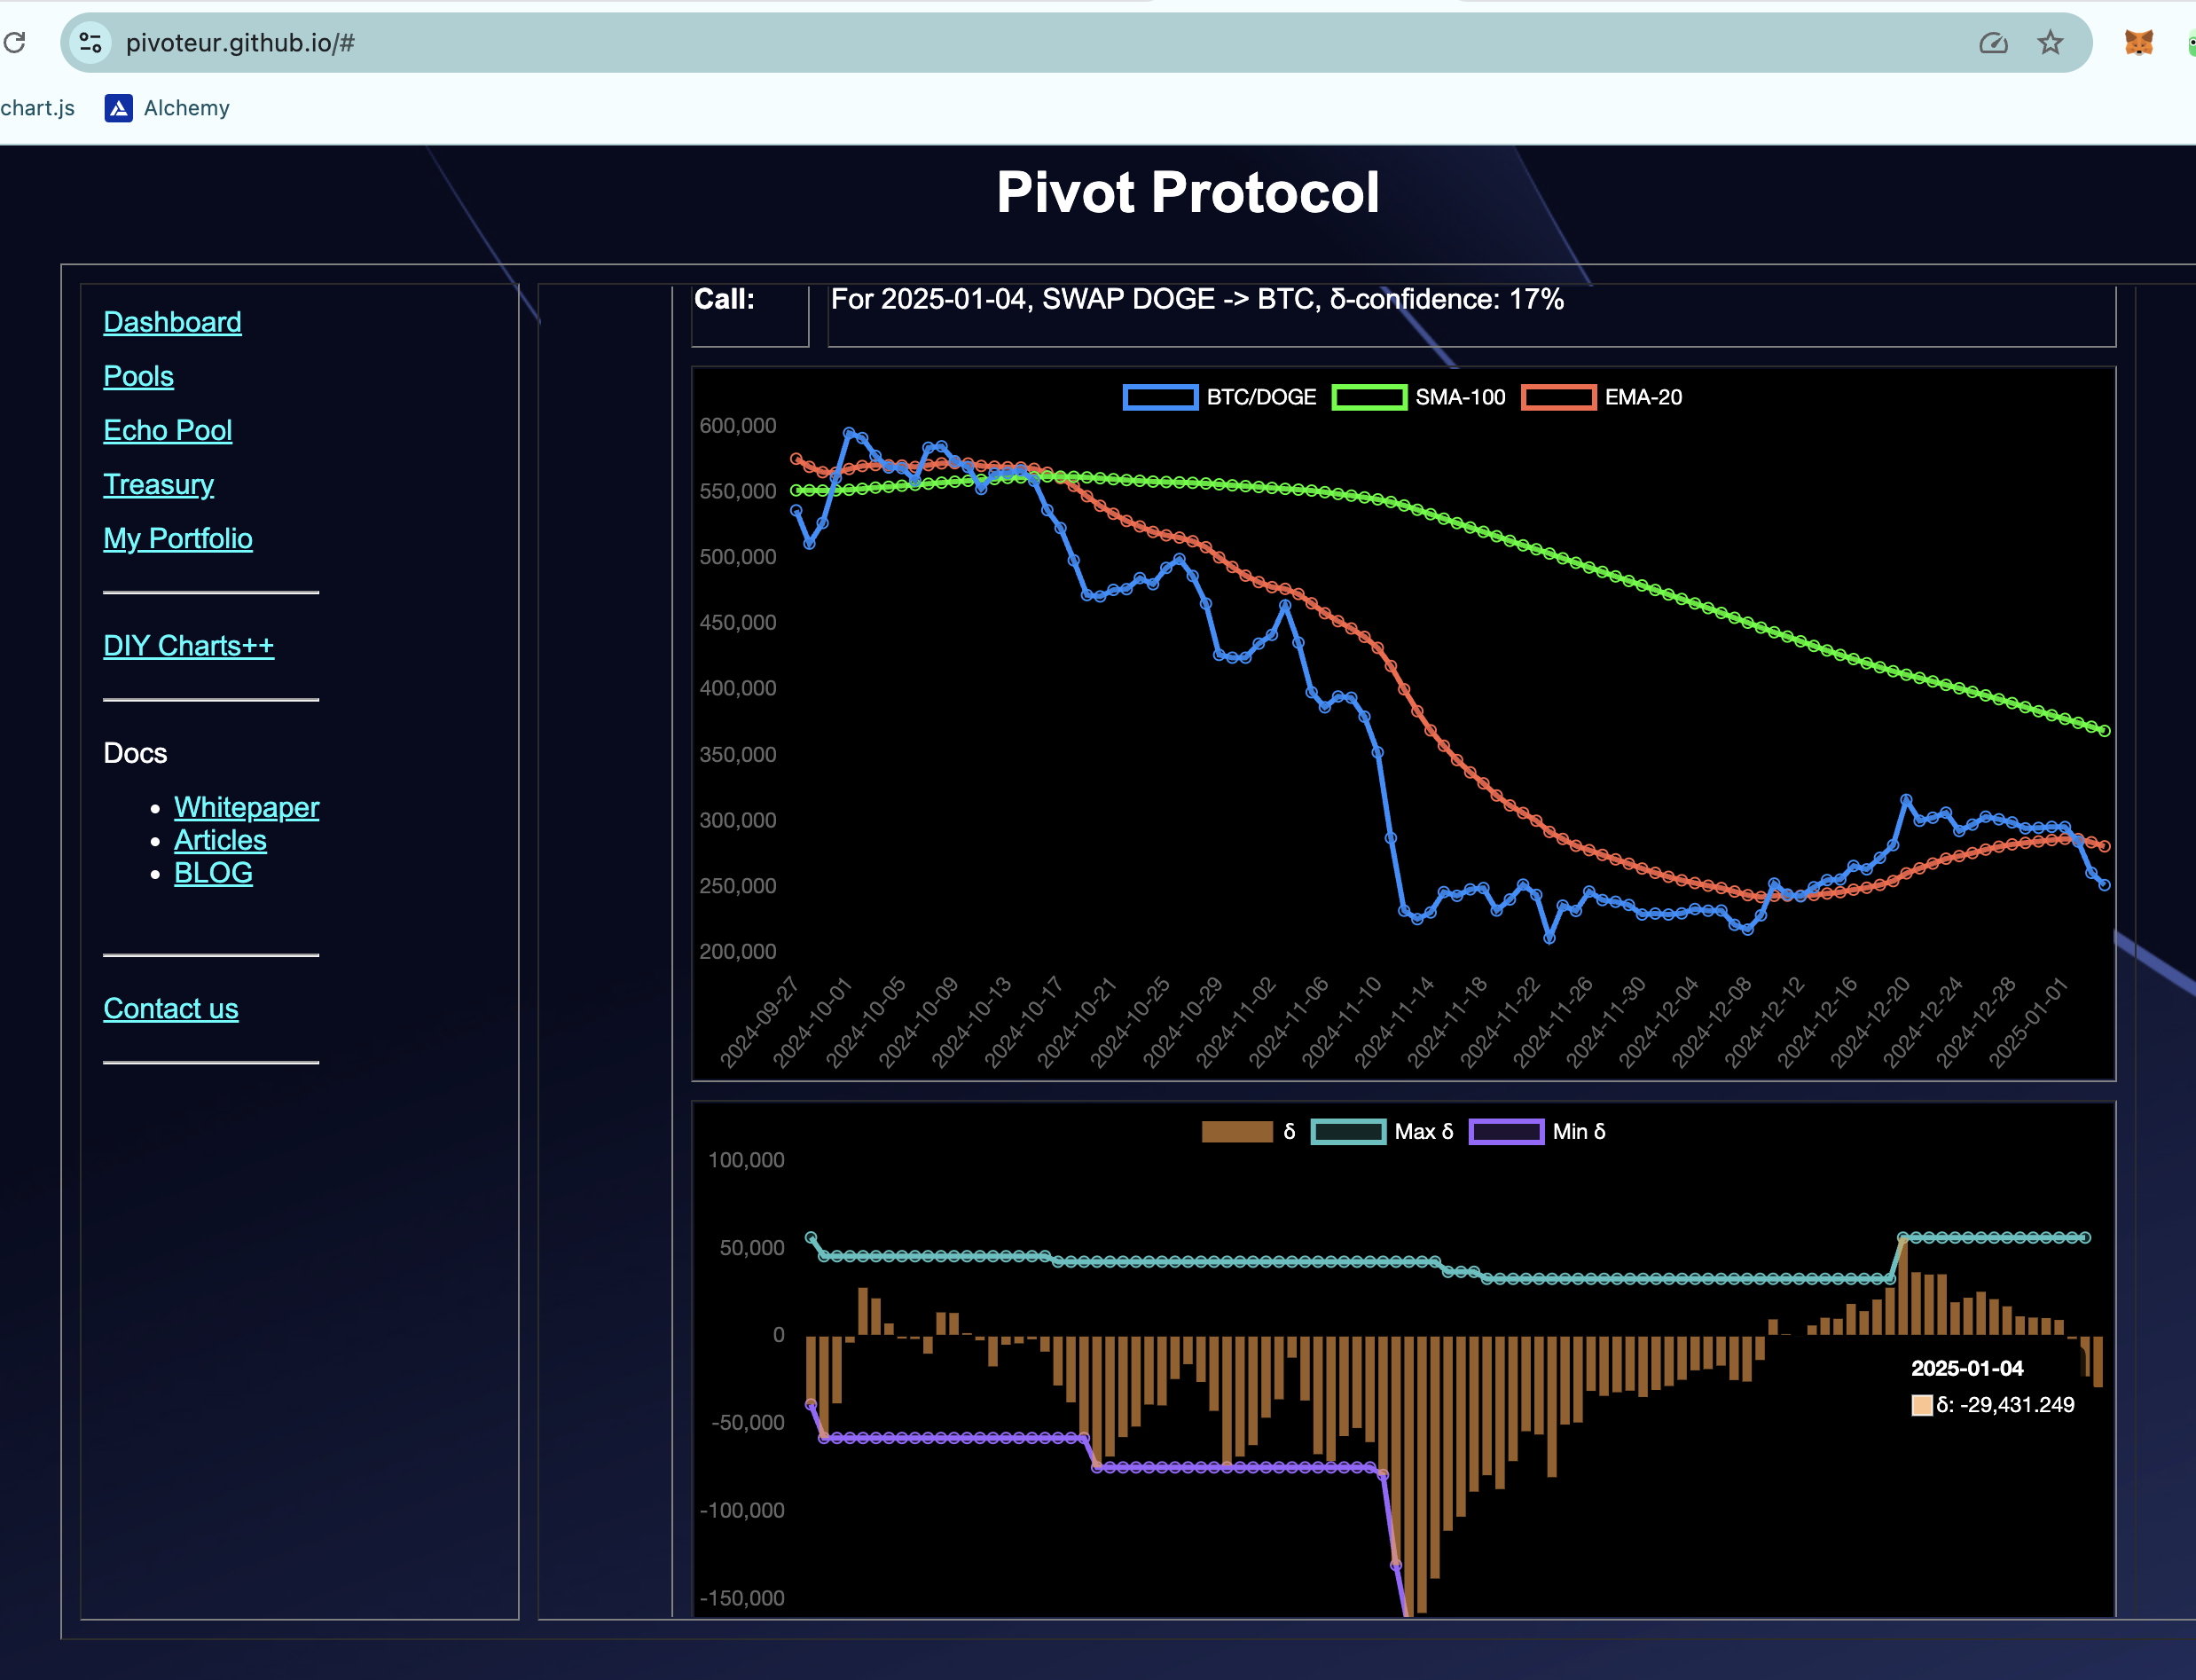 pivoteur.github.io/#
chart.js Alchemy
Pivot Protocol
Dashboard
Pools
Echo Pool
Treasury
My Portfolio
DIY Charts++
Docs
Whitepaper
Articles
BLOG
Contact us
Call: For 2025-01-04, SWAP DOGE -> BTC, δ-confidence: 17%
BTC/DOGE SMA-100 EMA-20
600,000
550,000
500,000
450,000
400,000
350,000
300,000
250,000
200,000
2024-09-27 2024-10-01 2024-10-05 2024-10-09 2024-10-13 2024-10-17 2024-10-21 2024-10-25 2024-10-29 2024-11-02 2024-11-06 2024-11-10 2024-11-14 2024-11-18 2024-11-22 2024-11-26 2024-11-30 2024-12-04 2024-12-08 2024-12-12 2024-12-16 2024-12-20 2024-12-24 2024-12-28 2025-01-01
δ Max δ Min δ
100,000
50,000
0
-50,000
-100,000
-150,000
2025-01-04
δ: -29,431.249